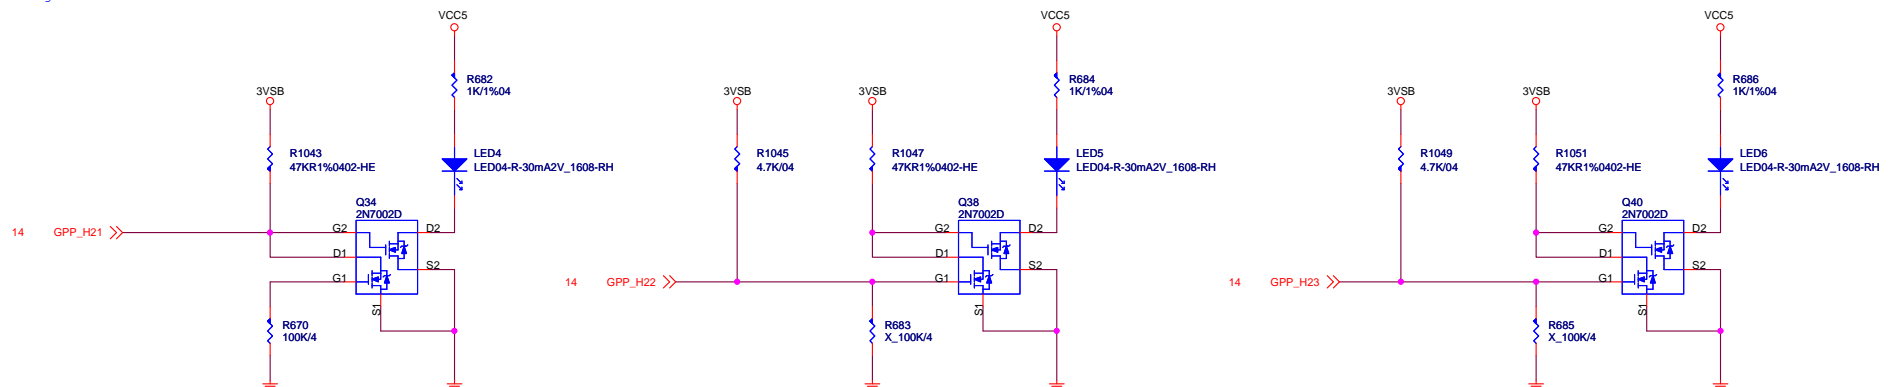 VCC5
R682
1K/1%04
3VSB
R1043
47KR1%0402-HE
LED4
LED04-R-30mA2V_1608-RH
Q34
2N7002D
14 GPP_H21
G2
D1
G1
D2
S2
S1
R670
100K/4
VCC5
R684
1K/1%04
3VSB
3VSB
R1045
4.7K/04
R1047
47KR1%0402-HE
LED5
LED04-R-30mA2V_1608-RH
Q38
2N7002D
G2
D1
G1
D2
S2
S1
14 GPP_H22
R683
X_100K/4
VCC5
R686
1K/1%04
3VSB
3VSB
R1049
4.7K/04
R1051
47KR1%0402-HE
LED6
LED04-R-30mA2V_1608-RH
Q40
2N7002D
G2
D1
G1
D2
S2
S1
14 GPP_H23
R685
X_100K/4